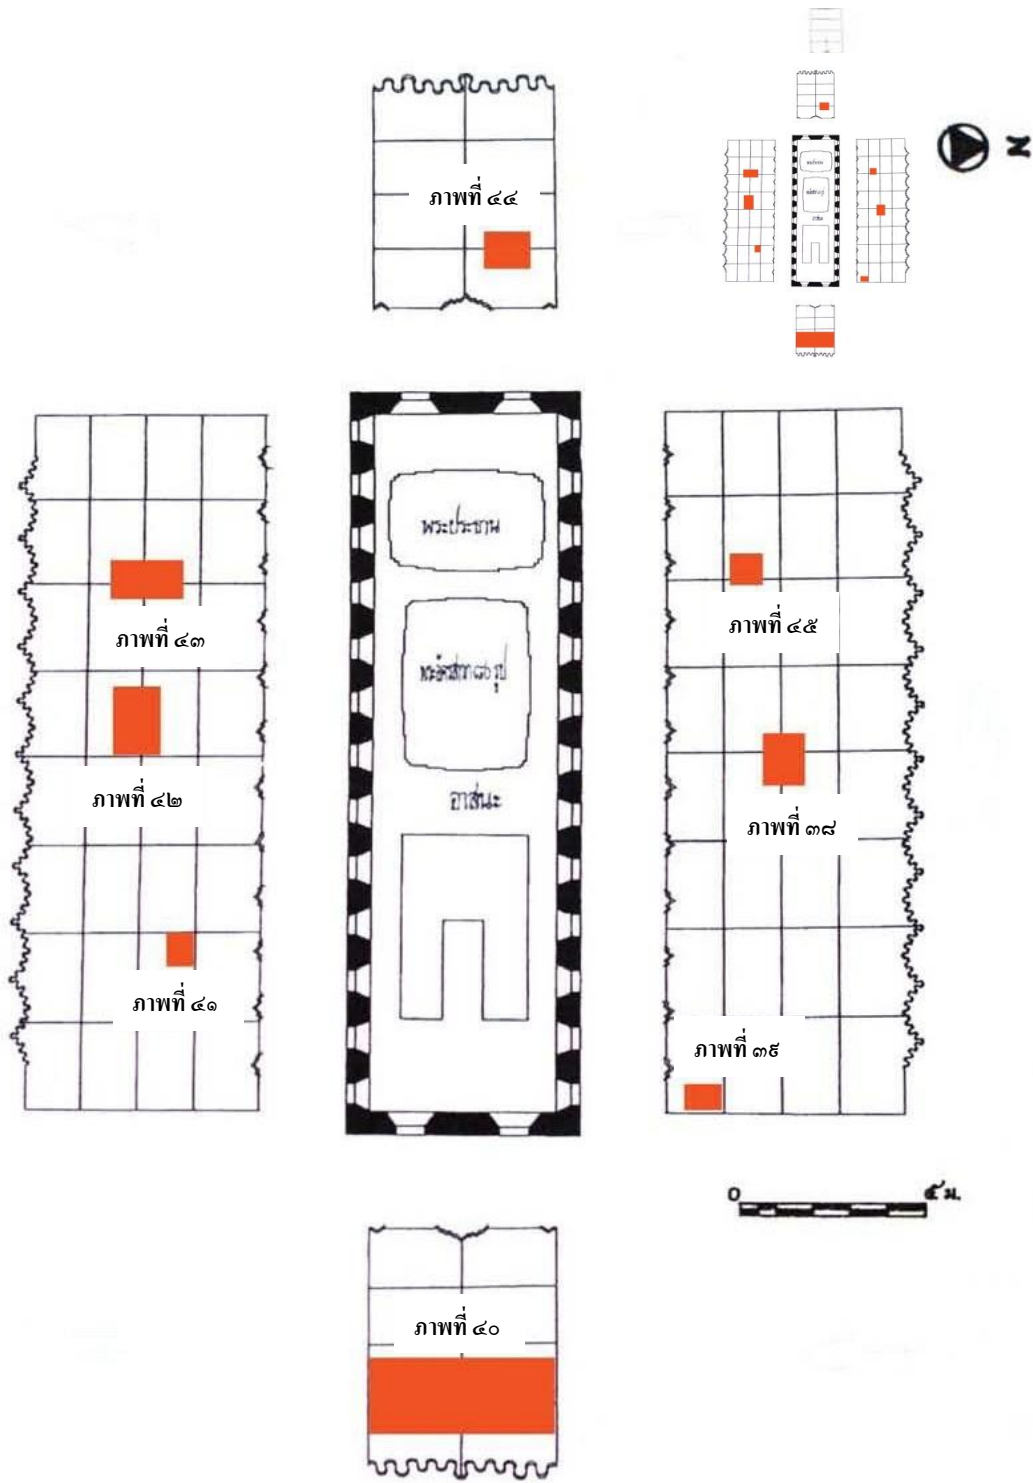 N
ภาพที่ ๔๔
พระประธาน
ภาพที่ ๔๓
ภาพที่ ๔๕
ภาพที่ ๔๒
อาสนะ
ภาพที่ ๓๘
ภาพที่ ๔๑
ภาพที่ ๓๙
0 ๕ ม.
ภาพที่ ๔๐